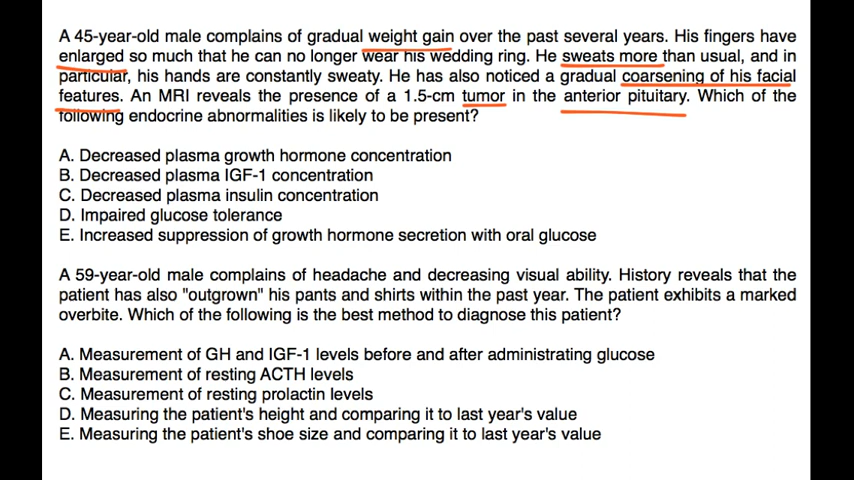 A 45-year-old male complains of gradual weight gain over the past several years. His fingers have
enlarged so much that he can no longer wear his wedding ring. He sweats more than usual, and in
particular, his hands are constantly sweaty. He has also noticed a gradual coarsening of his facial
features. An MRI reveals the presence of a 1.5-cm tumor in the anterior pituitary. Which of the
following endocrine abnormalities is likely to be present?
A. Decreased plasma growth hormone concentration
B. Decreased plasma IGF-1 concentration
C. Decreased plasma insulin concentration
D. Impaired glucose tolerance
E. Increased suppression of growth hormone secretion with oral glucose
A 59-year-old male complains of headache and decreasing visual ability. History reveals that the
patient has also "outgrown" his pants and shirts within the past year. The patient exhibits a marked
overbite. Which of the following is the best method to diagnose this patient?
A. Measurement of GH and IGF-1 levels before and after administrating glucose
B. Measurement of resting ACTH levels
C. Measurement of resting prolactin levels
D. Measuring the patient's height and comparing it to last year's value
E. Measuring the patient's shoe size and comparing it to last year's value